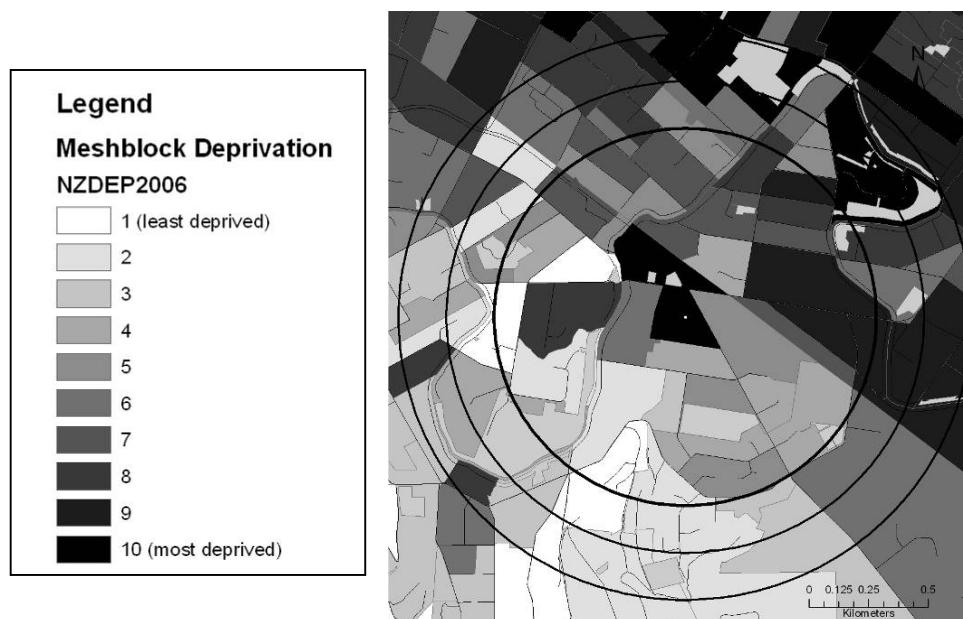 Legend
Meshblock Deprivation
NZDEP2006
1 (least deprived)
2
3
4
5
6
7
8
9
10 (most deprived)
N
0 0.125 0.25 0.5
Kilometers